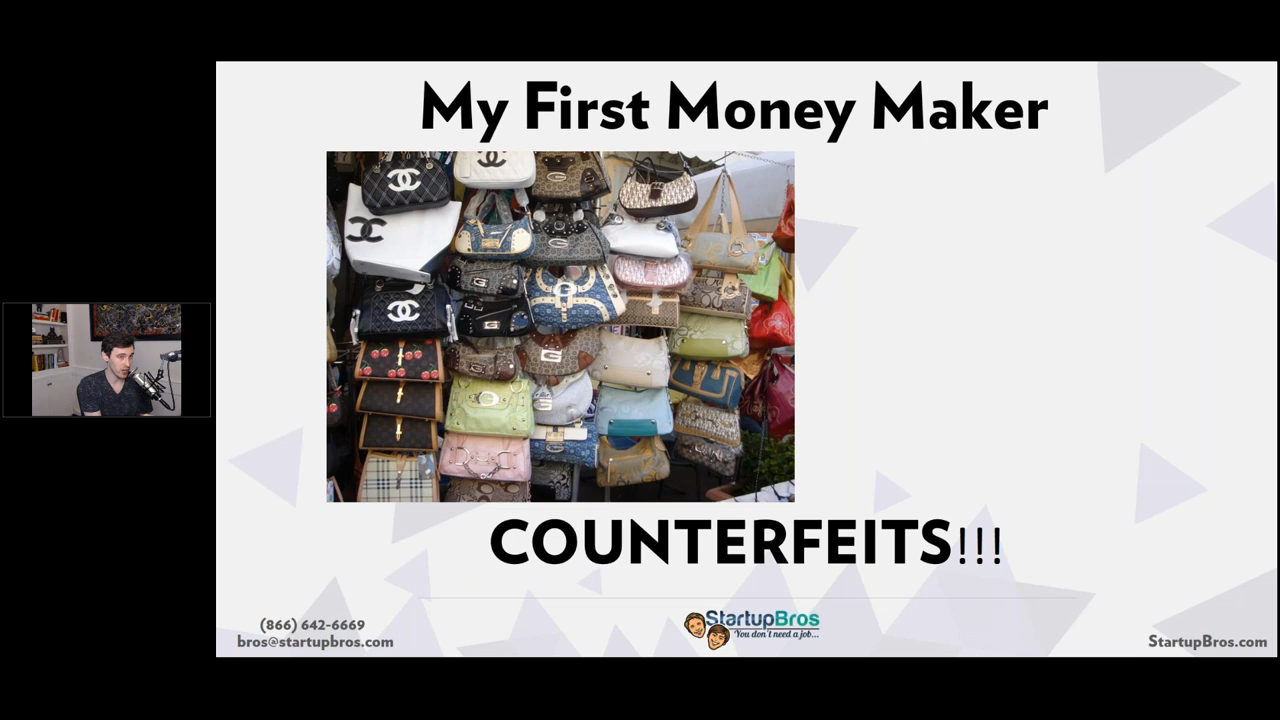 My First Money Maker
COUNTERFEITS!!!
(866) 642-6669
bros@startupbros.com
StartupBros
You don't need a job...
StartupBros.com